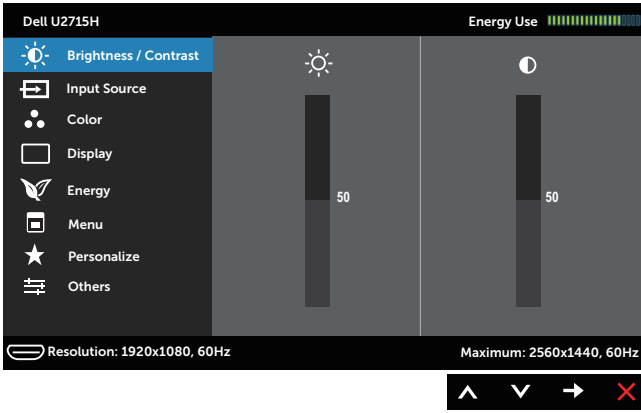 Dell U2715H
Energy Use
Brightness / Contrast
Input Source
Color
Display
Energy
Menu
Personalize
Others
50
50
Resolution: 1920x1080, 60Hz
Maximum: 2560x1440, 60Hz